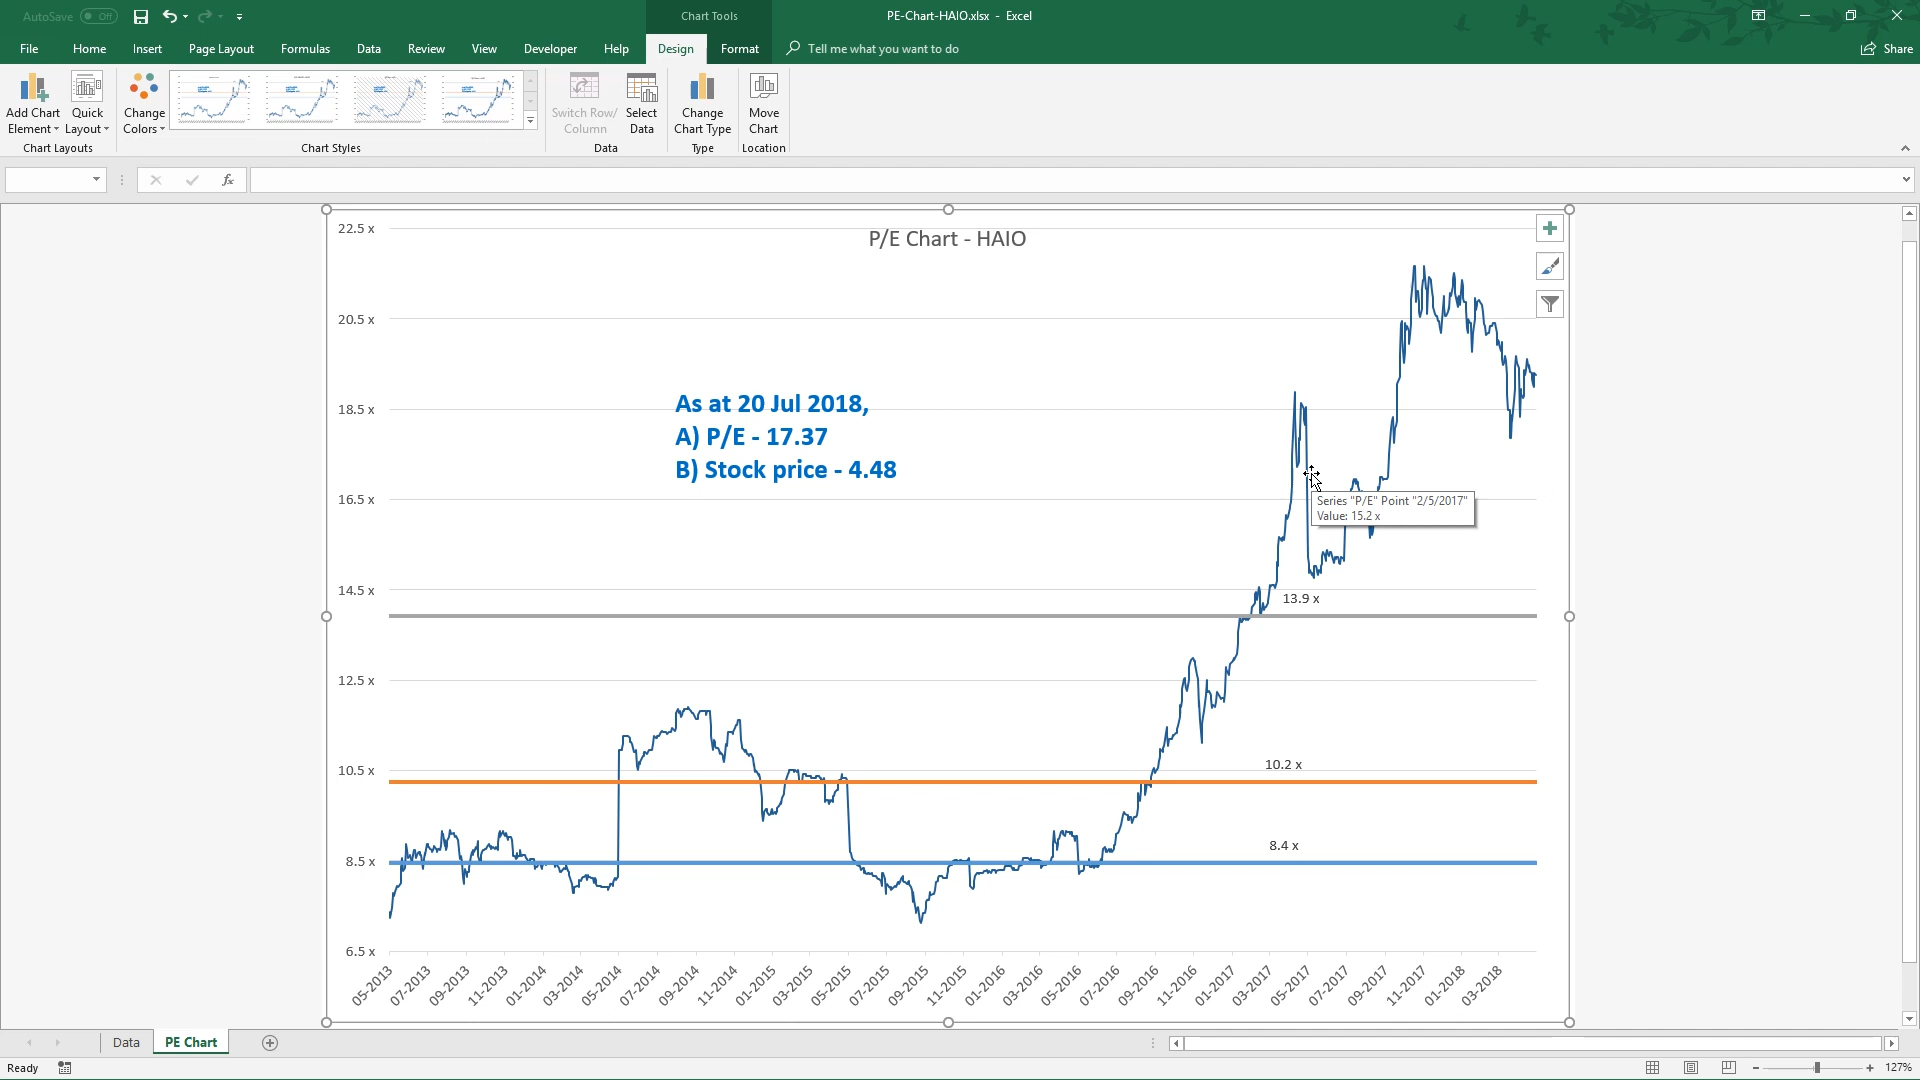 AutoSave Off
Chart Tools
PE-Chart-HAIO.xlsx - Excel
File Home Insert Page Layout Formulas Data Review View Developer Help Design Format Tell me what you want to do Share
Add Chart Element
Quick Layout
Change Colors
Switch Row/ Column
Select Data
Change Chart Type
Move Chart
Chart Layouts Chart Styles Data Type Location
fx
P/E Chart - HAIO
22.5 x
20.5 x
18.5 x
16.5 x
14.5 x
12.5 x
10.5 x
8.5 x
6.5 x
As at 20 Jul 2018,
A) P/E - 17.37
B) Stock price - 4.48
Series "P/E" Point "2/5/2017"
Value: 15.2 x
13.9 x
10.2 x
8.4 x
05-2013 07-2013 09-2013 11-2013 01-2014 03-2014 05-2014 07-2014 09-2014 11-2014 01-2015 03-2015 05-2015 07-2015 09-2015 11-2015 01-2016 03-2016 05-2016 07-2016 09-2016 11-2016 01-2017 03-2017 05-2017 07-2017 09-2017 11-2017 01-2018 03-2018
Data PE Chart
Ready 127%